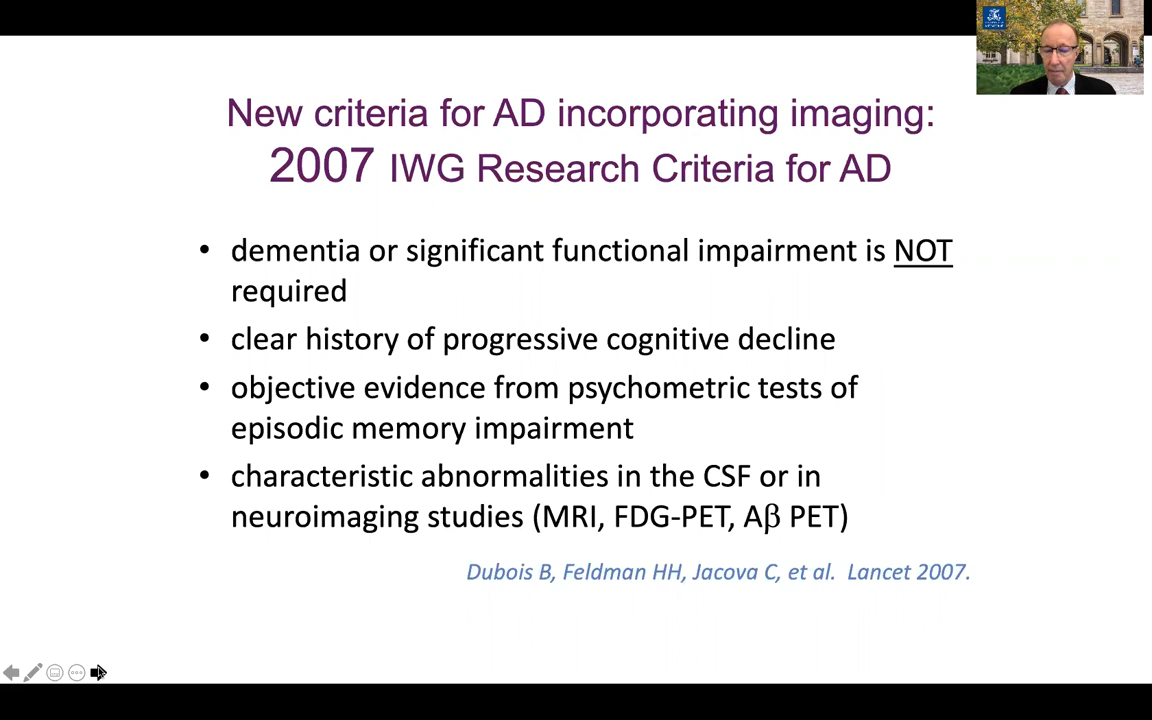 New criteria for AD incorporating imaging:
2007 IWG Research Criteria for AD
• dementia or significant functional impairment is NOT
required
• clear history of progressive cognitive decline
• objective evidence from psychometric tests of
episodic memory impairment
• characteristic abnormalities in the CSF or in
neuroimaging studies (MRI, FDG-PET, Aβ PET)
Dubois B, Feldman HH, Jacova C, et al. Lancet 2007.